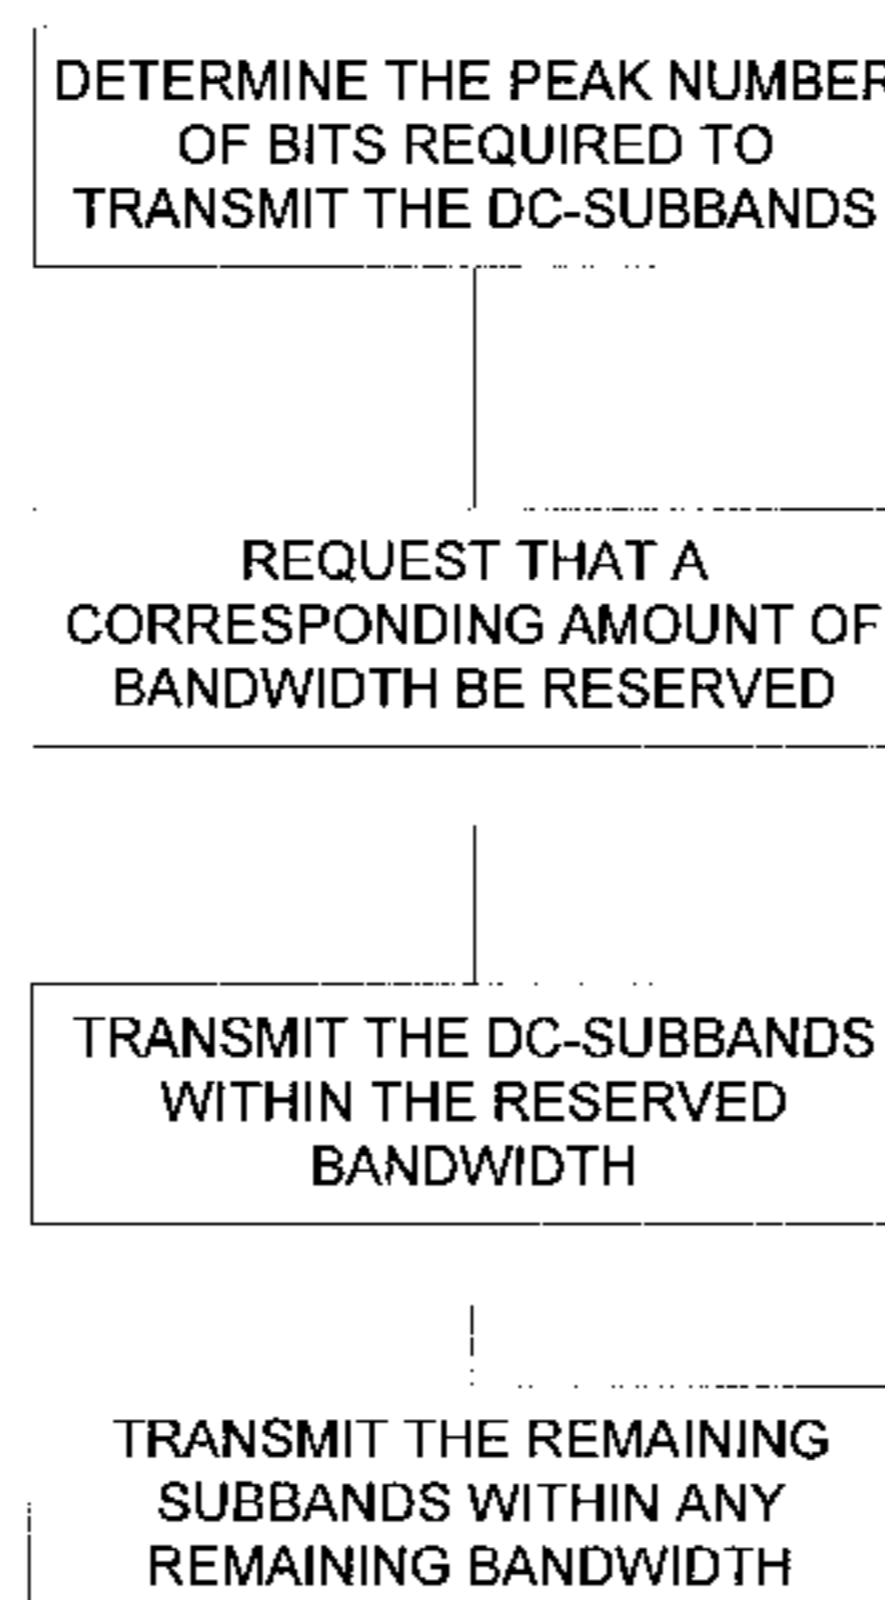 DETERMINE THE PEAK NUMBER
OF BITS REQUIRED TO
TRANSMIT THE DC-SUBBANDS
REQUEST THAT A
CORRESPONDING AMOUNT OF
BANDWIDTH BE RESERVED
TRANSMIT THE DC-SUBBANDS
WITHIN THE RESERVED
BANDWIDTH
TRANSMIT THE REMAINING
SUBBANDS WITHIN ANY
REMAINING BANDWIDTH